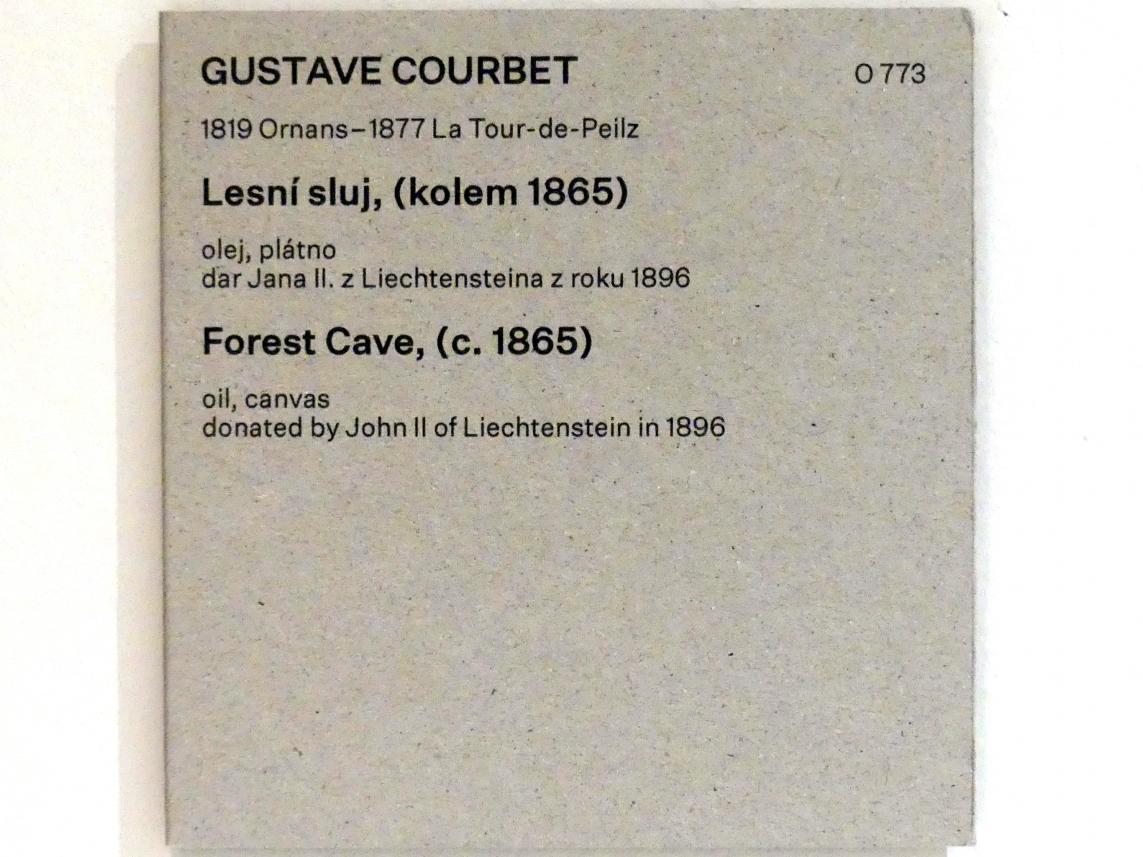 GUSTAVE COURBET O 773
1819 Ornans–1877 La Tour-de-Peilz
Lesní sluj, (kolem 1865)
olej, plátno
dar Jana II. z Liechtensteina z roku 1896
Forest Cave, (c. 1865)
oil, canvas
donated by John II of Liechtenstein in 1896